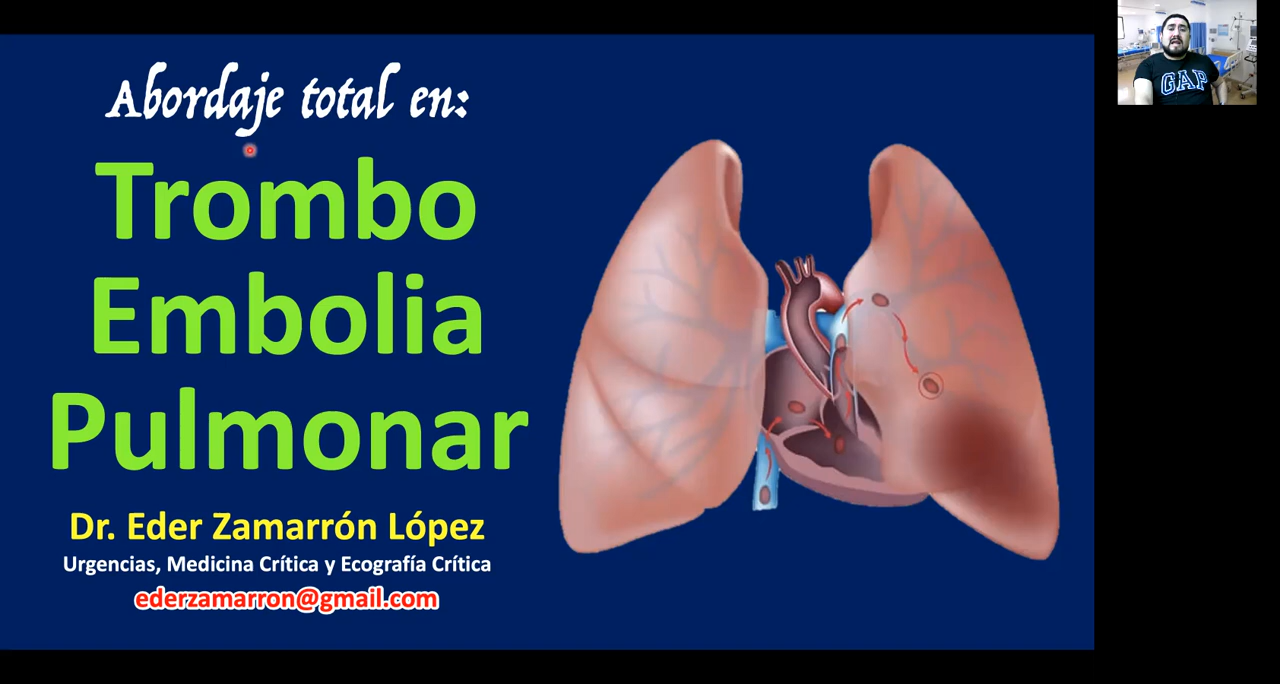 Abordaje total en:
Trombo
Embolia
Pulmonar
Dr. Eder Zamarrón López
Urgencias, Medicina Crítica y Ecografía Crítica
ederzamarron@gmail.com
GAP